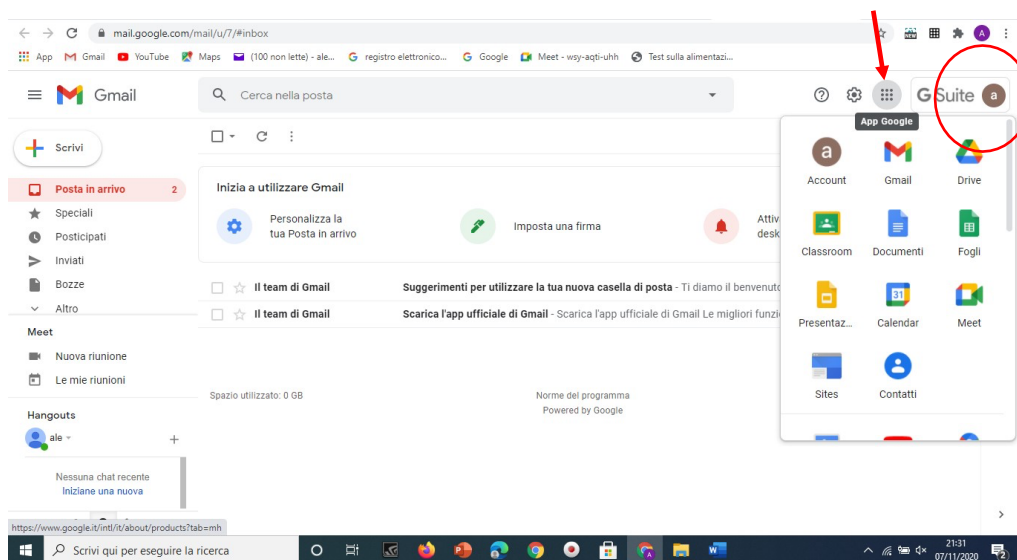 mail.google.com/mail/u/7/#inbox
A
App
Gmail
YouTube
Maps
(100 non lette) - ale...
registro elettronico...
Google
Meet - wsy-aqti-uhh
Test sulla alimentazi...
Gmail
Cerca nella posta
G Suite
a
App Google
Scrivi
Posta in arrivo 2
Speciali
Posticipati
Inviati
Bozze
Altro
Meet
Nuova riunione
Le mie riunioni
Hangouts
ale
Nessuna chat recente
Iniziane una nuova
https://www.google.it/intl/it/about/products?tab=mh
Inizia a utilizzare Gmail
Personalizza la
tua Posta in arrivo
Imposta una firma
Attiv
desk
Il team di Gmail Suggerimenti per utilizzare la tua nuova casella di posta - Ti diamo il benvenuto
Il team di Gmail Scarica l'app ufficiale di Gmail - Scarica l'app ufficiale di Gmail Le migliori funzi
Spazio utilizzato: 0 GB
Norme del programma
Powered by Google
a
Account
Gmail
Drive
Classroom
Documenti
Fogli
Presentaz...
31
Calendar
Meet
Sites
Contatti
Scrivi qui per eseguire la ricerca
21:31
07/11/2020